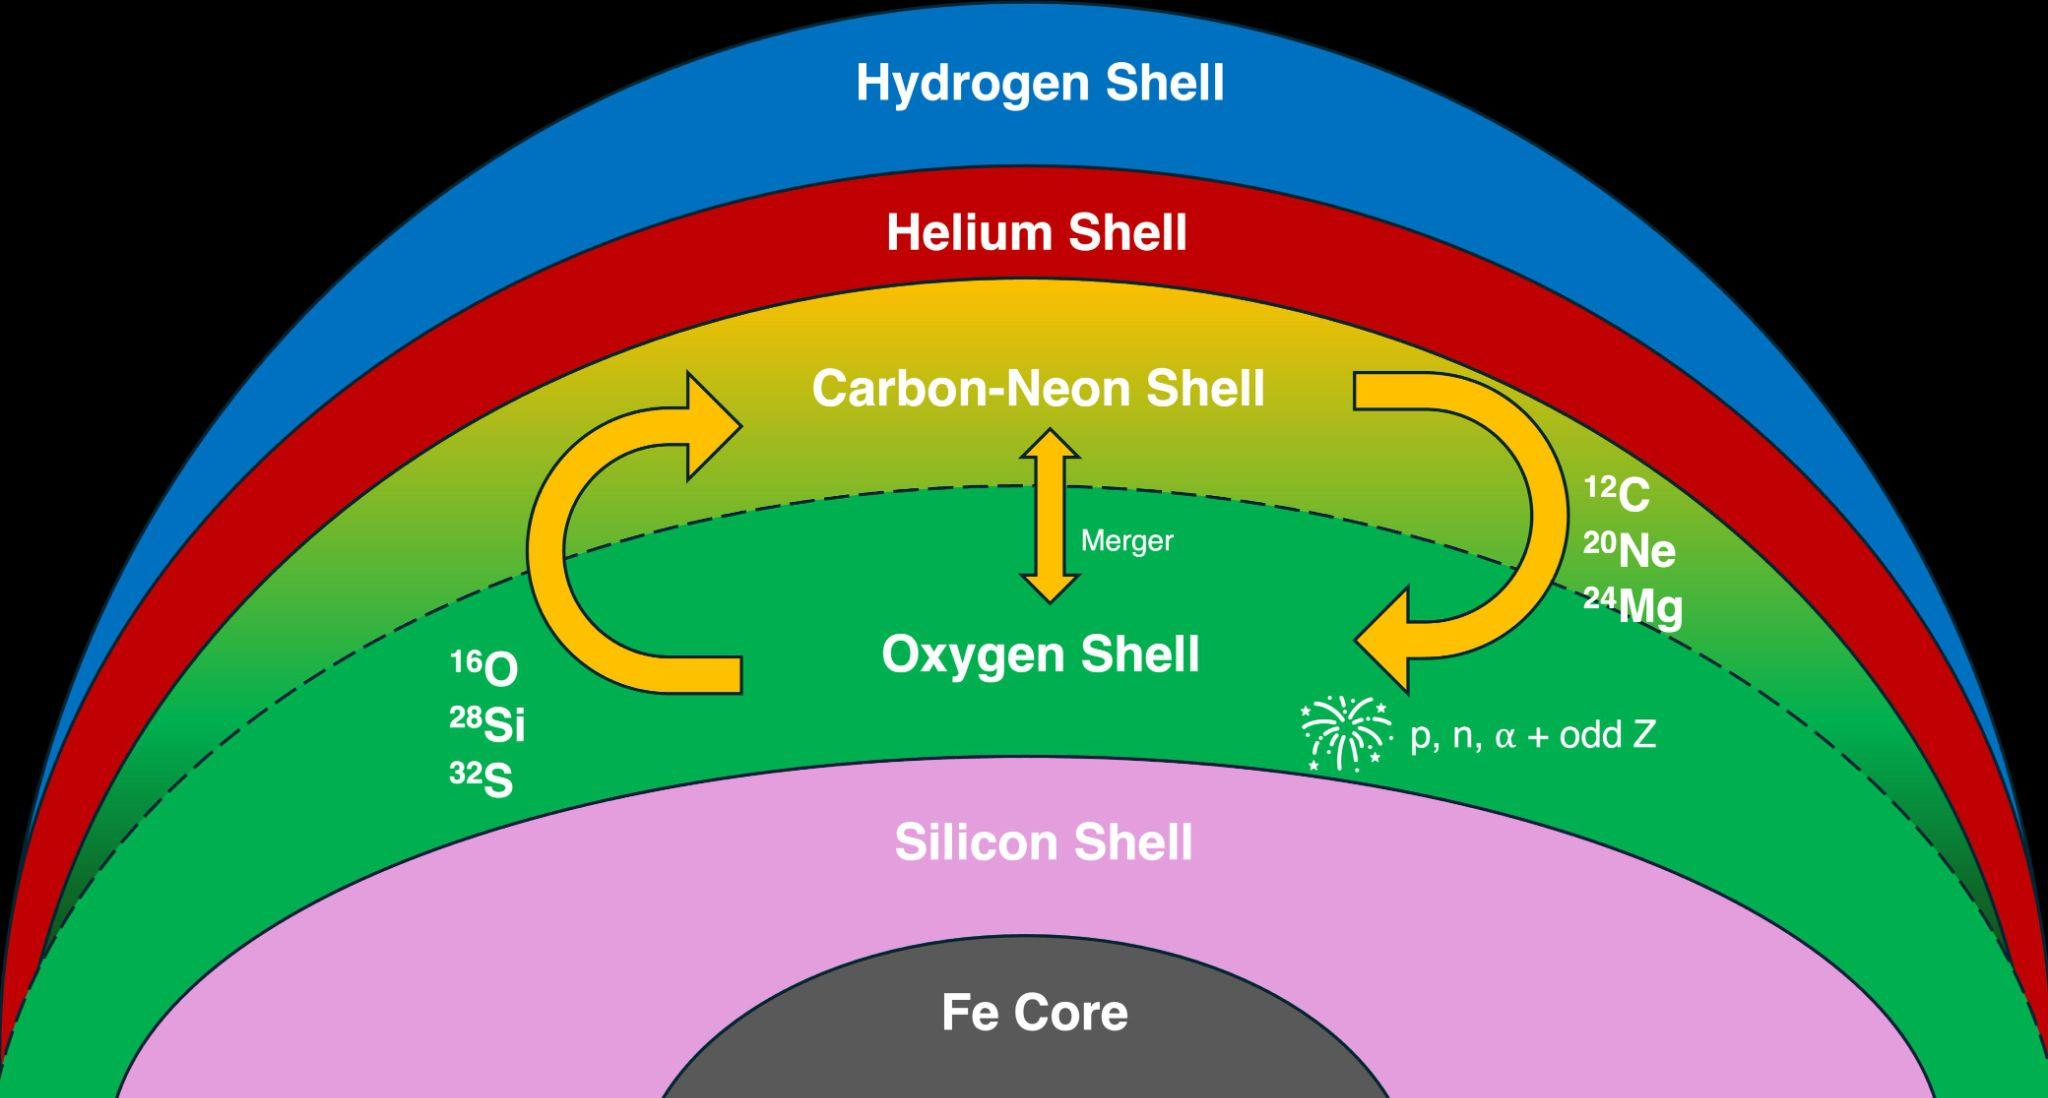 Hydrogen Shell
Helium Shell
Carbon-Neon Shell
¹²C
²⁰Ne
²⁴Mg
Merger
Oxygen Shell
¹⁶O
²⁸Si
³²S
p, n, α + odd Z
Silicon Shell
Fe Core